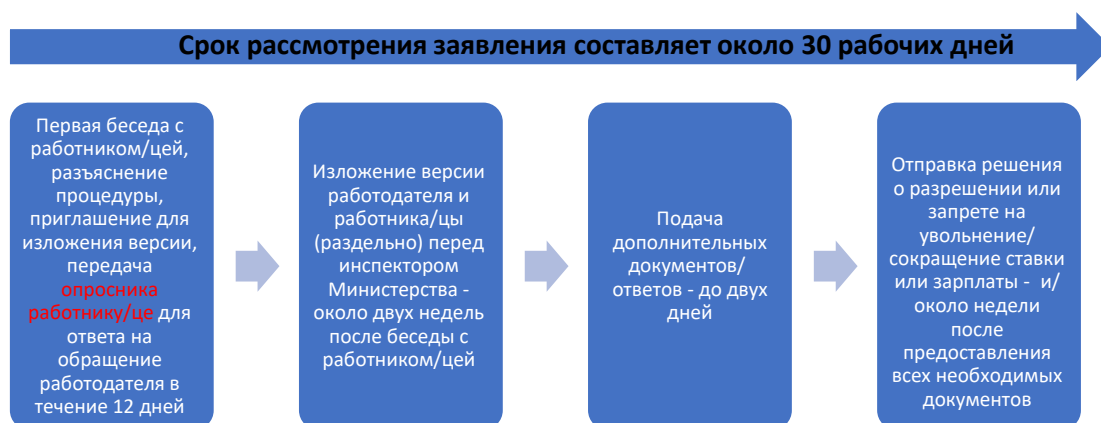 Срок рассмотрения заявления составляет около 30 рабочих дней
Первая беседа с
работником/цей,
разъяснение
процедуры,
приглашение для
изложения версии,
передача
опросника
работнику/це для
ответа на
обращение
работодателя в
течение 12 дней
Изложение версии
работодателя и
работника/цы
(раздельно) перед
инспектором
Министерства -
около двух недель
после беседы с
работником/цей
Подача
дополнительных
документов/
ответов - до двух
дней
Отправка решения
о разрешении или
запрете на
увольнение/
сокращение ставки
или зарплаты - и/
около недели
после
предоставления
всех необходимых
документов